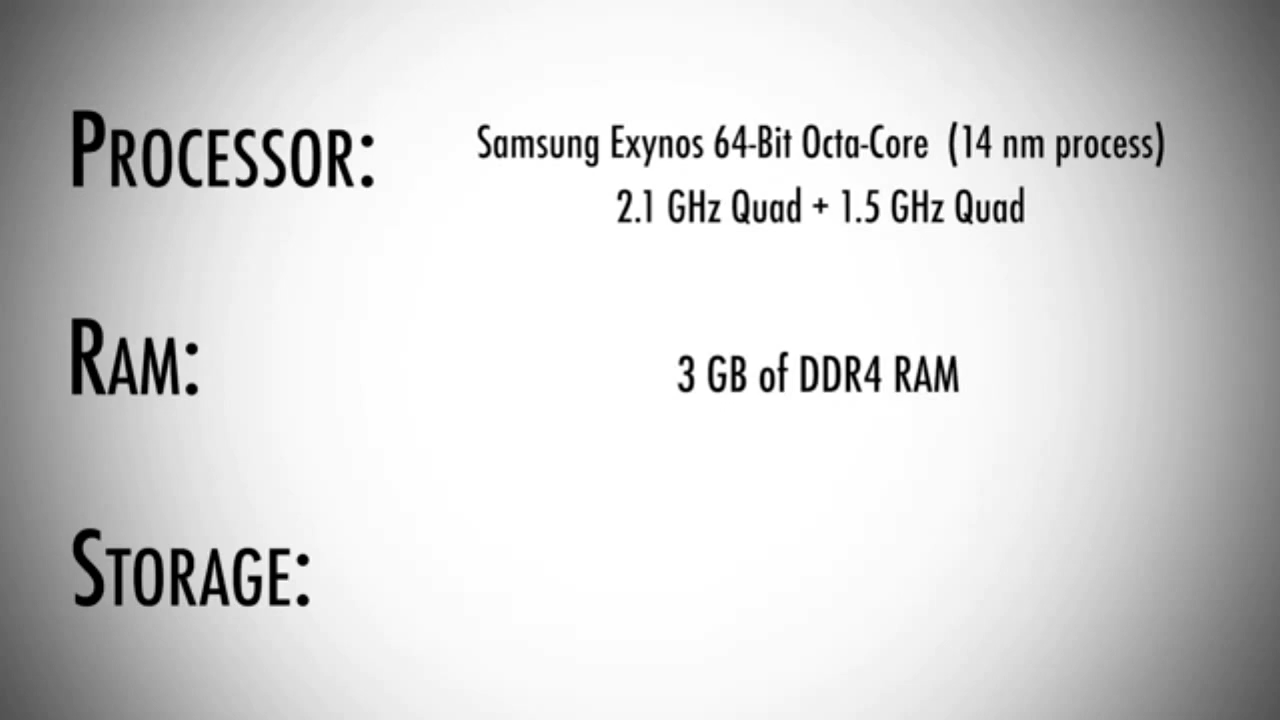 PROCESSOR: Samsung Exynos 64-Bit Octa-Core (14 nm process)
2.1 GHz Quad + 1.5 GHz Quad
RAM: 3 GB of DDR4 RAM
STORAGE: